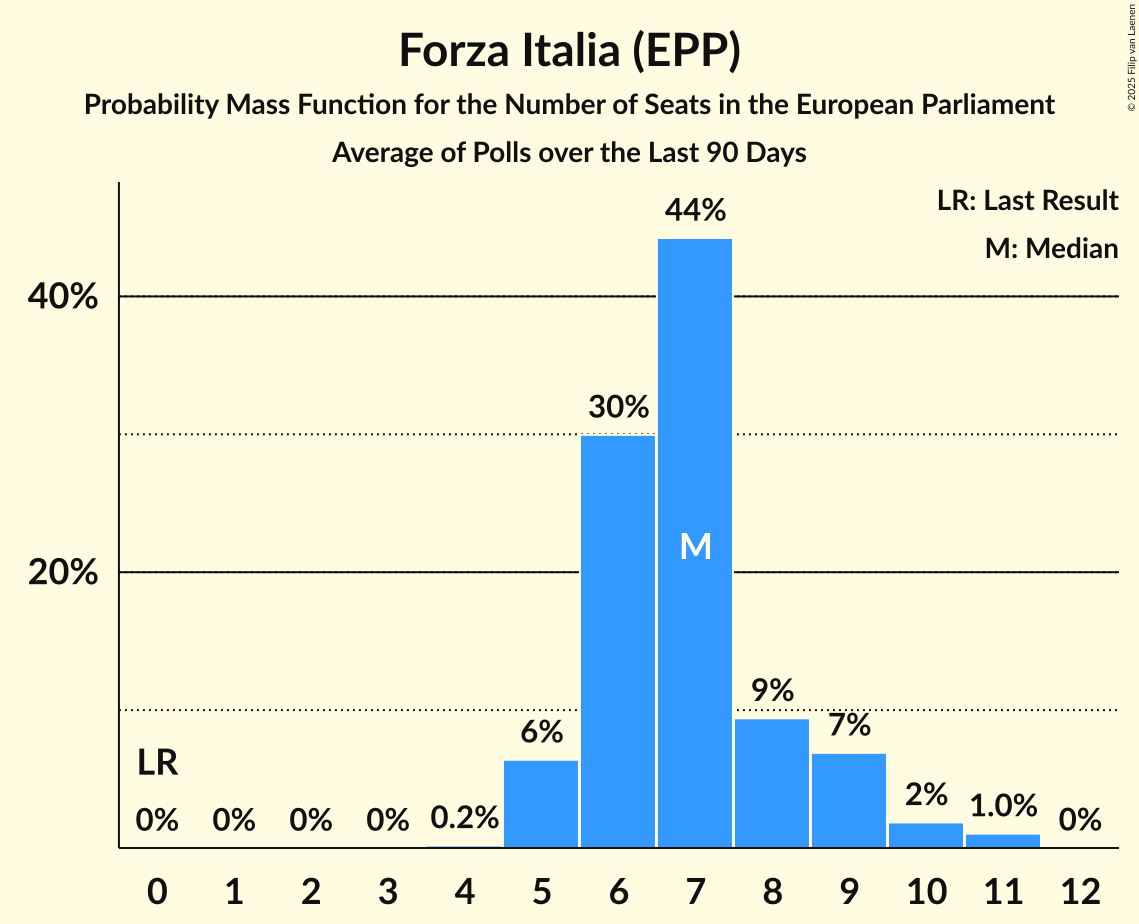 Forza Italia (EPP)
Probability Mass Function for the Number of Seats in the European Parliament
Average of Polls over the Last 90 Days
© 2025 Filip van Laenen
LR: Last Result
M: Median
40%
20%
LR
0%
0%
0%
0%
0.2%
6%
30%
44%
M
9%
7%
2%
1.0%
0%
0 1 2 3 4 5 6 7 8 9 10 11 12